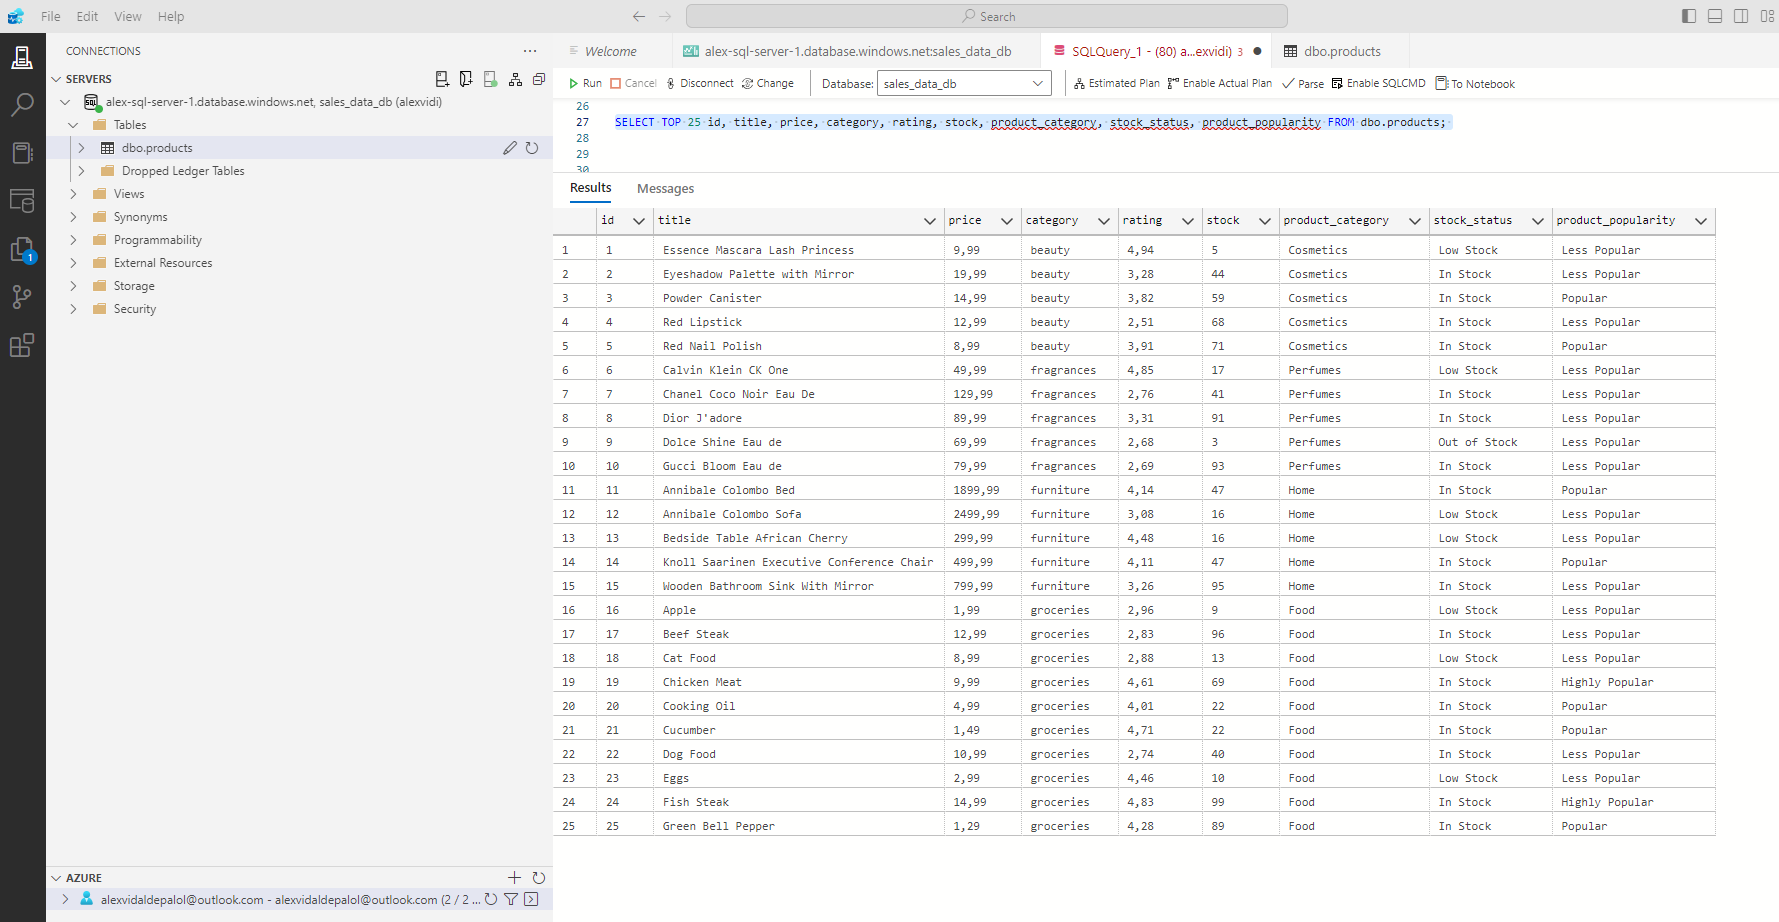 File Edit View Help
Search
CONNECTIONS
SERVERS
alex-sql-server-1.database.windows.net, sales_data_db (alexvidi)
Tables
dbo.products
Dropped Ledger Tables
Views
Synonyms
Programmability
External Resources
Storage
Security
1
AZURE
alexvidaldepalol@outlook.com - alexvidaldepalol@outlook.com (2 / 2 ...
Welcome alex-sql-server-1.database.windows.net:sales_data_db SQLQuery_1 - (80) a...exvidi) 3 dbo.products
Run Cancel Disconnect Change Database: sales_data_db Estimated Plan Enable Actual Plan Parse Enable SQLCMD To Notebook
26
27 SELECT TOP 25 id, title, price, category, rating, stock, product_category, stock_status, product_popularity FROM dbo.products;
28
29
30
Results Messages
id title price category rating stock product_category stock_status product_popularity
1 1 Essence Mascara Lash Princess 9,99 beauty 4,94 5 Cosmetics Low Stock Less Popular
2 2 Eyeshadow Palette with Mirror 19,99 beauty 3,28 44 Cosmetics In Stock Less Popular
3 3 Powder Canister 14,99 beauty 3,82 59 Cosmetics In Stock Popular
4 4 Red Lipstick 12,99 beauty 2,51 68 Cosmetics In Stock Less Popular
5 5 Red Nail Polish 8,99 beauty 3,91 71 Cosmetics In Stock Popular
6 6 Calvin Klein CK One 49,99 fragrances 4,85 17 Perfumes Low Stock Less Popular
7 7 Chanel Coco Noir Eau De 129,99 fragrances 2,76 41 Perfumes In Stock Less Popular
8 8 Dior J'adore 89,99 fragrances 3,31 91 Perfumes In Stock Less Popular
9 9 Dolce Shine Eau de 69,99 fragrances 2,68 3 Perfumes Out of Stock Less Popular
10 10 Gucci Bloom Eau de 79,99 fragrances 2,69 93 Perfumes In Stock Less Popular
11 11 Annibale Colombo Bed 1899,99 furniture 4,14 47 Home In Stock Popular
12 12 Annibale Colombo Sofa 2499,99 furniture 3,08 16 Home Low Stock Less Popular
13 13 Bedside Table African Cherry 299,99 furniture 4,48 16 Home Low Stock Less Popular
14 14 Knoll Saarinen Executive Conference Chair 499,99 furniture 4,11 47 Home In Stock Popular
15 15 Wooden Bathroom Sink With Mirror 799,99 furniture 3,26 95 Home In Stock Less Popular
16 16 Apple 1,99 groceries 2,96 9 Food Low Stock Less Popular
17 17 Beef Steak 12,99 groceries 2,83 96 Food In Stock Less Popular
18 18 Cat Food 8,99 groceries 2,88 13 Food Low Stock Less Popular
19 19 Chicken Meat 9,99 groceries 4,61 69 Food In Stock Highly Popular
20 20 Cooking Oil 4,99 groceries 4,01 22 Food In Stock Popular
21 21 Cucumber 1,49 groceries 4,71 22 Food In Stock Popular
22 22 Dog Food 10,99 groceries 2,74 40 Food In Stock Less Popular
23 23 Eggs 2,99 groceries 4,46 10 Food Low Stock Less Popular
24 24 Fish Steak 14,99 groceries 4,83 99 Food In Stock Highly Popular
25 25 Green Bell Pepper 1,29 groceries 4,28 89 Food In Stock Popular